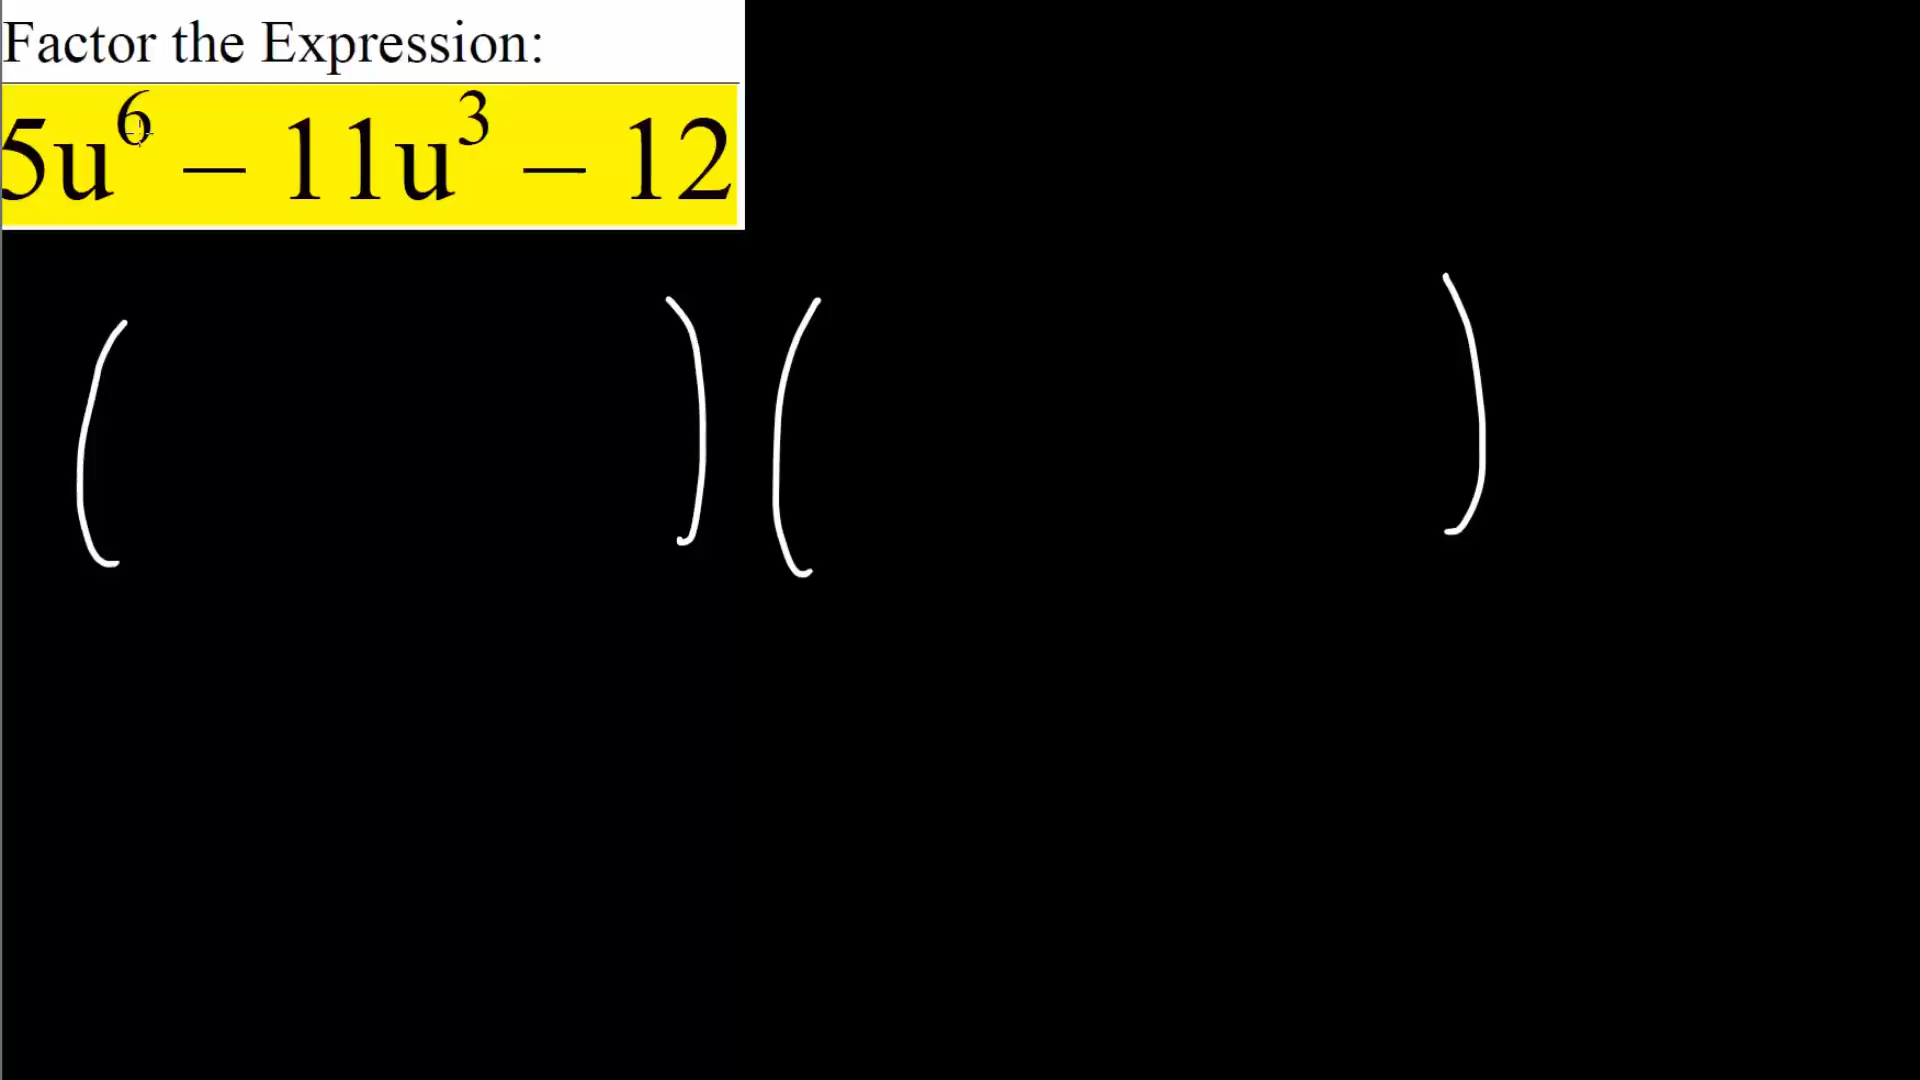 Factor the Expression:
5u⁶ – 11u³ – 12
( ) ( )